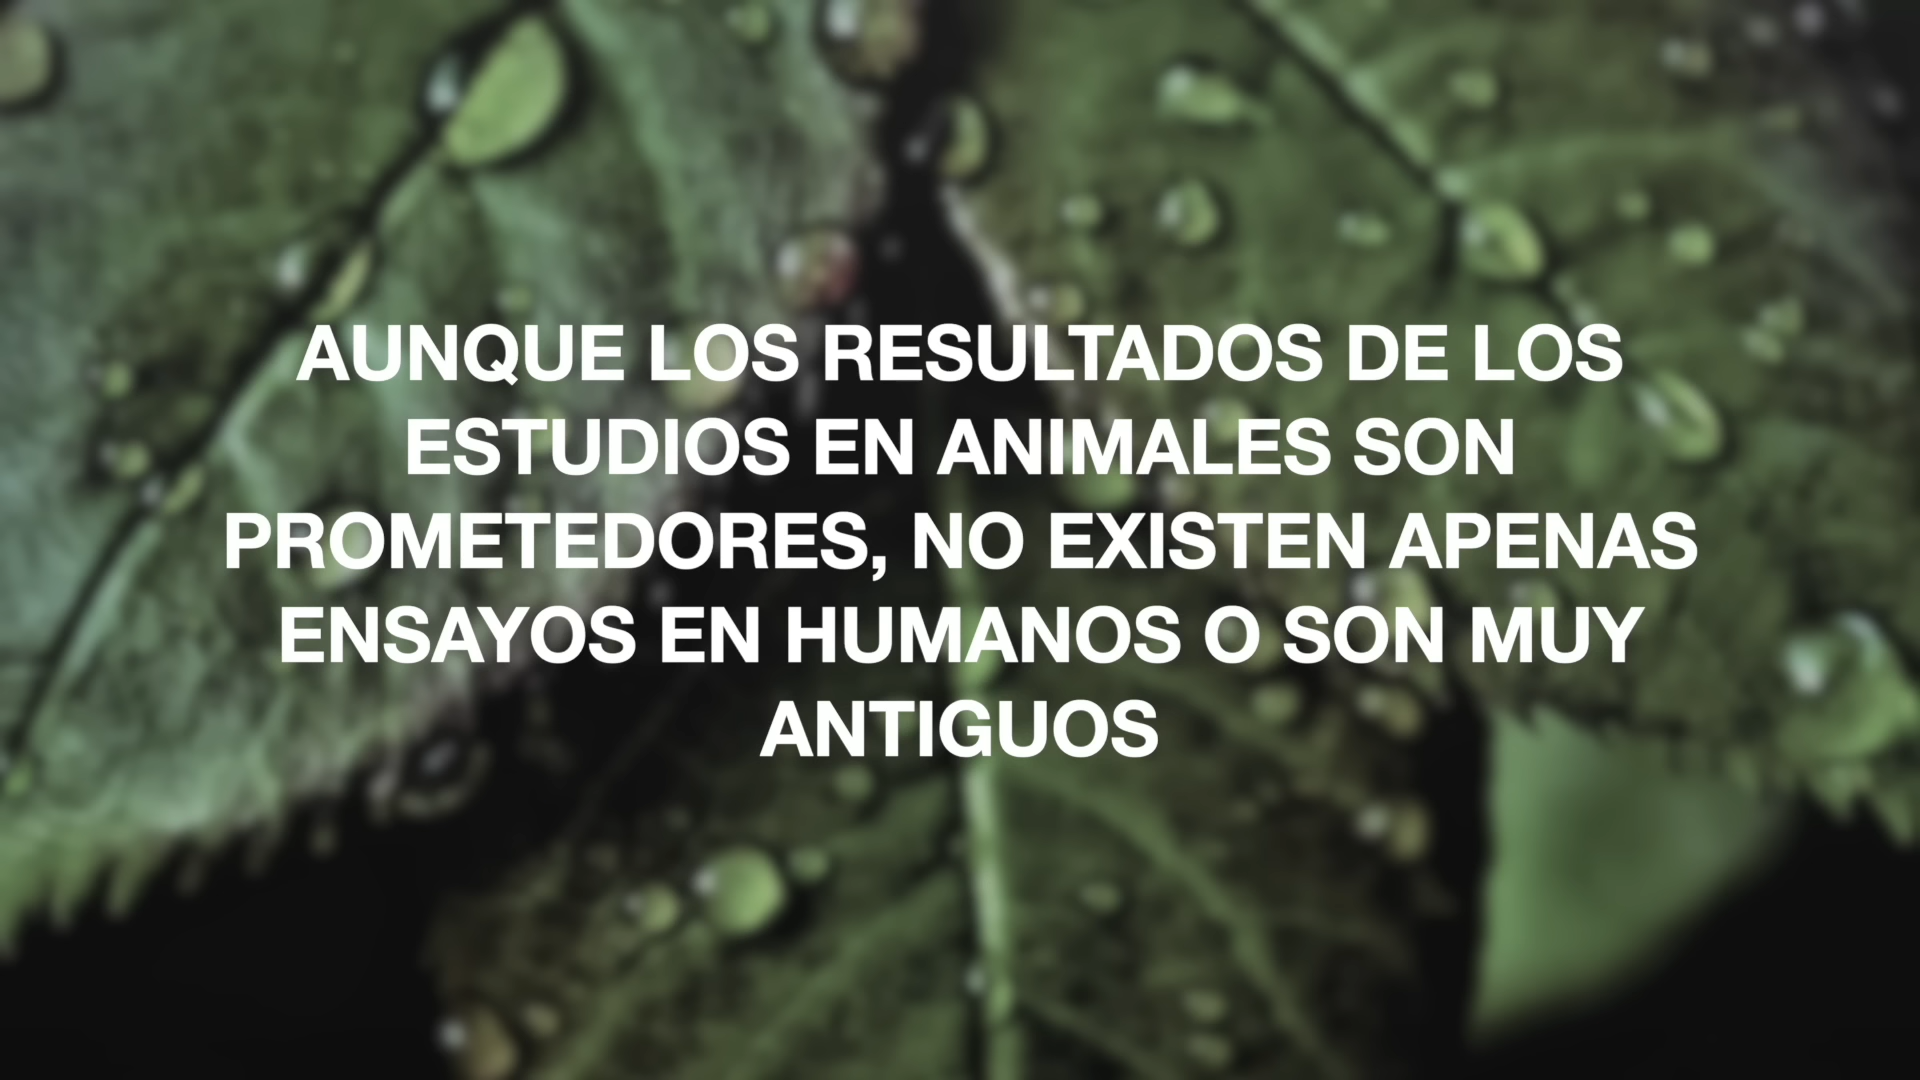 AUNQUE LOS RESULTADOS DE LOS
ESTUDIOS EN ANIMALES SON
PROMETEDORES, NO EXISTEN APENAS
ENSAYOS EN HUMANOS O SON MUY
ANTIGUOS